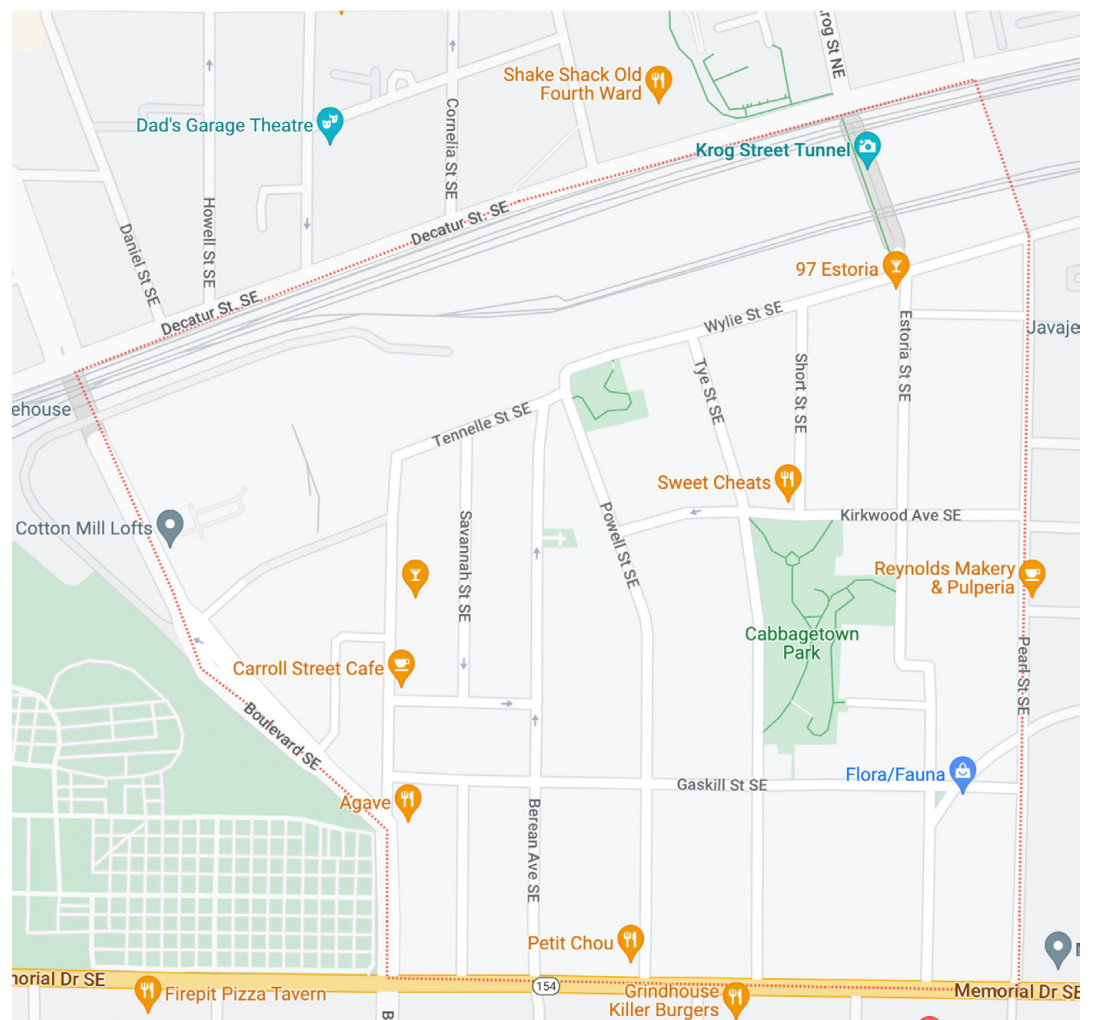 Krog St NE
Shake Shack Old
Fourth Ward
Dad's Garage Theatre
Cornelia St SE
Krog Street Tunnel
Howell St SE
Daniel St SE
Decatur St. SE
97 Estoria
Decatur St. SE
Wylie St SE
Estoria St SE
Javaje
Short St SE
Tye St SE
ehouse
Tennelle St SE
Sweet Cheats
Savannah St SE
Powell St SE
Kirkwood Ave SE
Cotton Mill Lofts
Reynolds Makery
& Pulperia
Cabbagetown
Park
Pearl St SE
Carroll Street Cafe
Boulevard SE
Flora/Fauna
Gaskill St SE
Agave
Berean Ave SE
Petit Chou
norial Dr SE
154
Firepit Pizza Tavern
Grindhouse
Killer Burgers
Memorial Dr SE
B